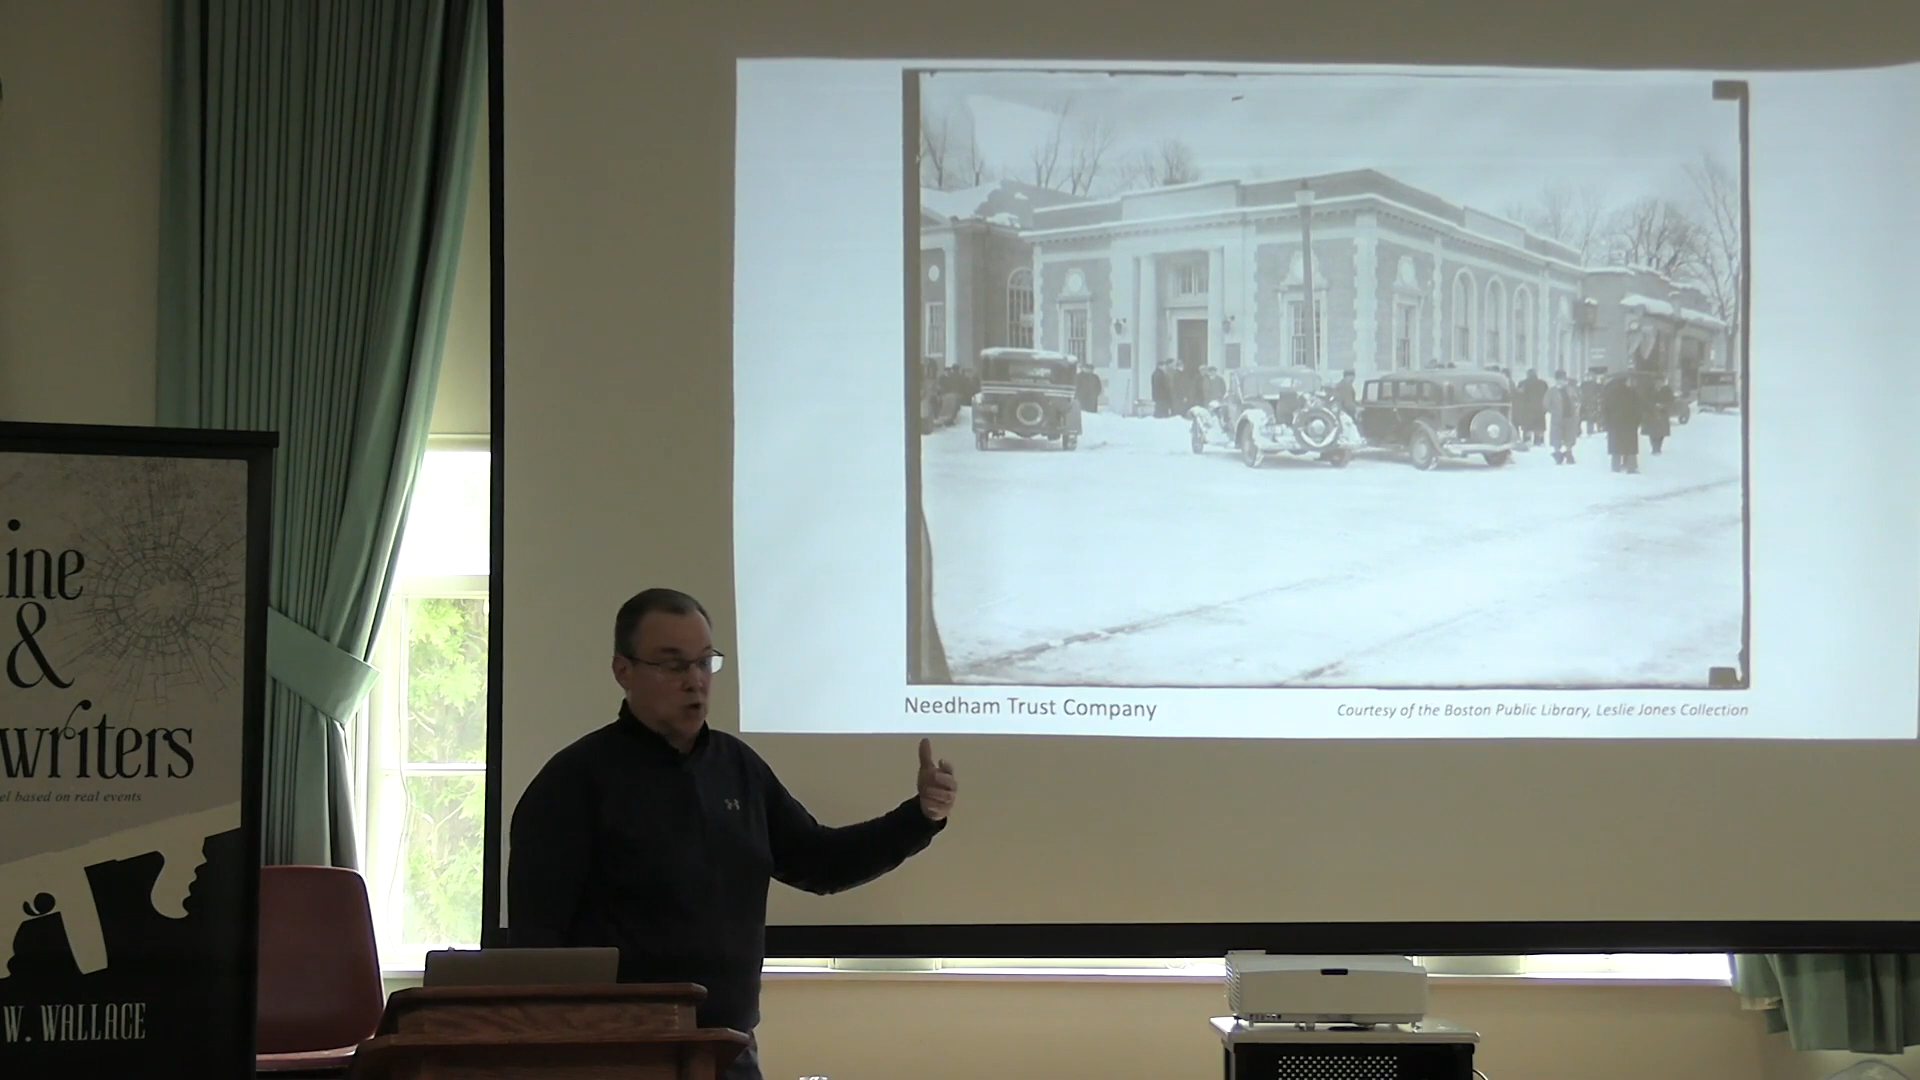 ine
&
writers
el based on real events
W. WALLACE
Needham Trust Company
Courtesy of the Boston Public Library, Leslie Jones Collection